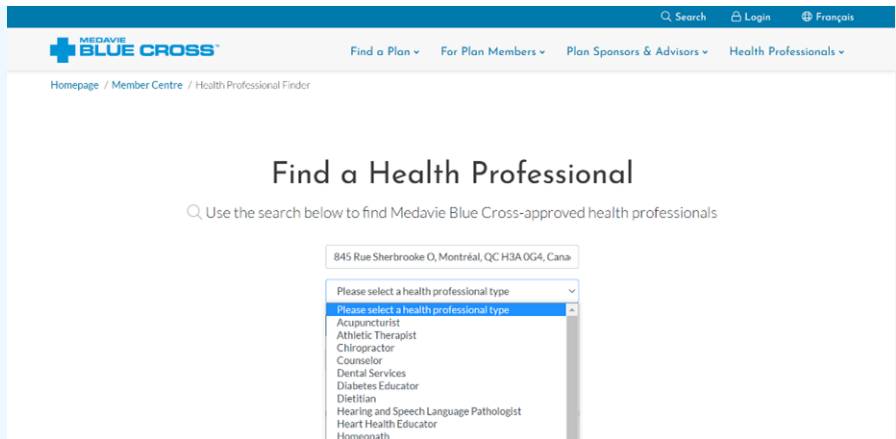 Search Login Français
MEDAVIE
BLUE CROSS
Find a Plan For Plan Members Plan Sponsors & Advisors Health Professionals
Homepage / Member Centre / Health Professional Finder
Find a Health Professional
Use the search below to find Medavie Blue Cross-approved health professionals
845 Rue Sherbrooke O, Montréal, QC H3A 0G4, Cana
Please select a health professional type
Please select a health professional type
Acupuncturist
Athletic Therapist
Chiropractor
Counselor
Dental Services
Diabetes Educator
Dietitian
Hearing and Speech Language Pathologist
Heart Health Educator
Homeopath